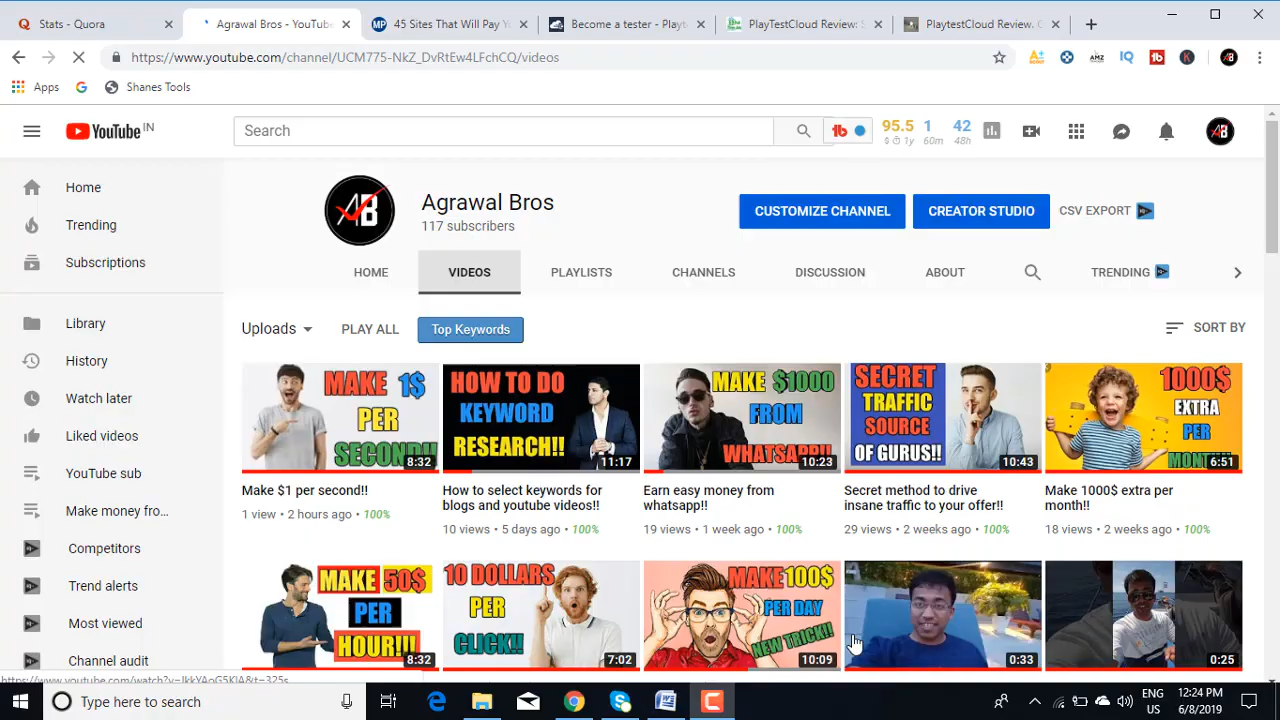 Stats - Quora
Agrawal Bros - YouTube
45 Sites That Will Pay Y
Become a tester - Playt
PlayTestCloud Review:
PlaytestCloud Review. C
https://www.youtube.com/channel/UCM775-NkZ_DvRtEw4LFchCQ/videos
Apps
Shanes Tools
YouTube IN
Search
95.5 1 42
1y 60m 48h
Home
Trending
Subscriptions
Library
History
Watch later
Liked videos
YouTube sub
Make money fro...
Competitors
Trend alerts
Most viewed
Channel audit
AB
Agrawal Bros
117 subscribers
CUSTOMIZE CHANNEL
CREATOR STUDIO
CSV EXPORT
HOME VIDEOS PLAYLISTS CHANNELS DISCUSSION ABOUT TRENDING
Uploads PLAY ALL Top Keywords SORT BY
MAKE 1$
PER
SECOND!!
8:32
Make $1 per second!!
1 view • 2 hours ago • 100%
HOW TO DO
KEYWORD
RESEARCH!!
11:17
How to select keywords for
blogs and youtube videos!!
10 views • 5 days ago • 100%
MAKE $1000
FROM
WHATSAPP!!
10:23
Earn easy money from
whatsapp!!
19 views • 1 week ago • 100%
SECRET
TRAFFIC
SOURCE
OF GURUS!!
10:43
Secret method to drive
insane traffic to your offer!!
29 views • 2 weeks ago • 100%
1000$
EXTRA
PER
MONTH
6:51
Make 1000$ extra per
month!!
18 views • 2 weeks ago • 100%
MAKE 50$
PER
HOUR!!!
8:32
10 DOLLARS
PER
CLICK!!
7:02
MAKE 100$
PER DAY
NEW TRICK!!
10:09
0:33
0:25
Type here to search
ENG
US
12:24 PM
6/8/2019